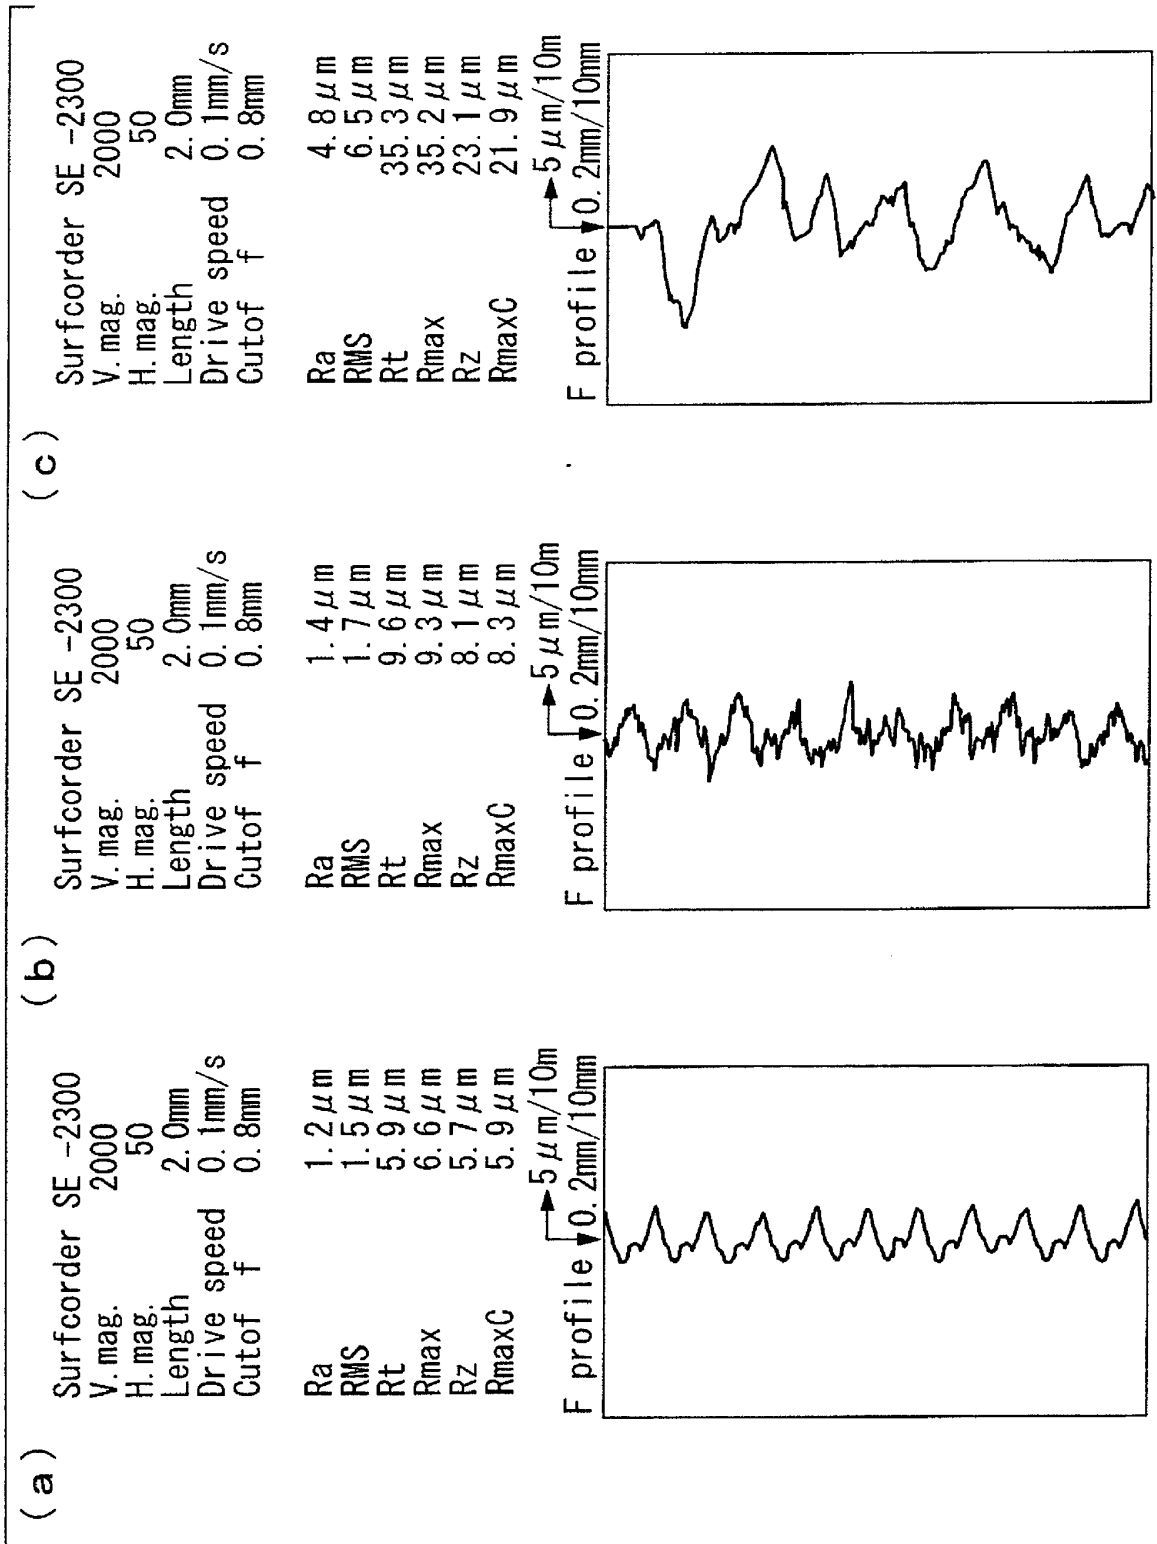 (a)
Surfcorder SE -2300
V. mag. 2000
H. mag. 50
Length 2. 0mm
Drive speed 0. 1mm/s
Cutof f 0. 8mm
Ra 1. 2μm
RMS 1. 5μm
Rt 5. 9μm
Rmax 6. 6μm
Rz 5. 7μm
RmaxC 5. 9μm
5μm/10m
F profile 0. 2mm/10mm
(b)
Surfcorder SE -2300
V. mag. 2000
H. mag. 50
Length 2. 0mm
Drive speed 0. 1mm/s
Cutof f 0. 8mm
Ra 1. 4μm
RMS 1. 7μm
Rt 9. 6μm
Rmax 9. 3μm
Rz 8. 1μm
RmaxC 8. 3μm
5μm/10m
F profile 0. 2mm/10mm
(c)
Surfcorder SE -2300
V. mag. 2000
H. mag. 50
Length 2. 0mm
Drive speed 0. 1mm/s
Cutof f 0. 8mm
Ra 4. 8μm
RMS 6. 5μm
Rt 35. 3μm
Rmax 35. 2μm
Rz 23. 1μm
RmaxC 21. 9μm
5μm/10m
F profile 0. 2mm/10mm